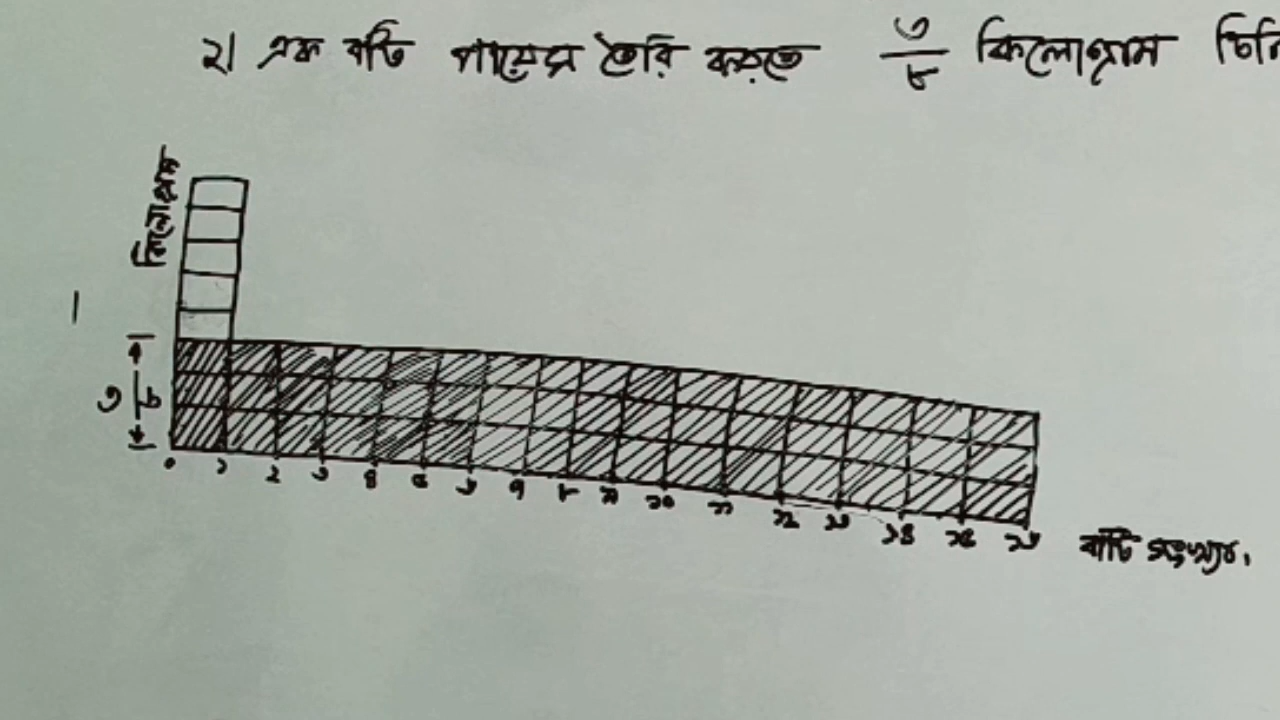 ২। এক বাটি পায়েস তৈরি করতে ৩/৮ কিলোগ্রাম চিনি
কিলোগ্রাম
১
৩/৮
০ ১ ২ ৩ ৪ ৫ ৬ ৭ ৮ ৯ ১০ ১১ ১২ ১৩ ১৪ ১৫ ১৬
বাটি সংখ্যা